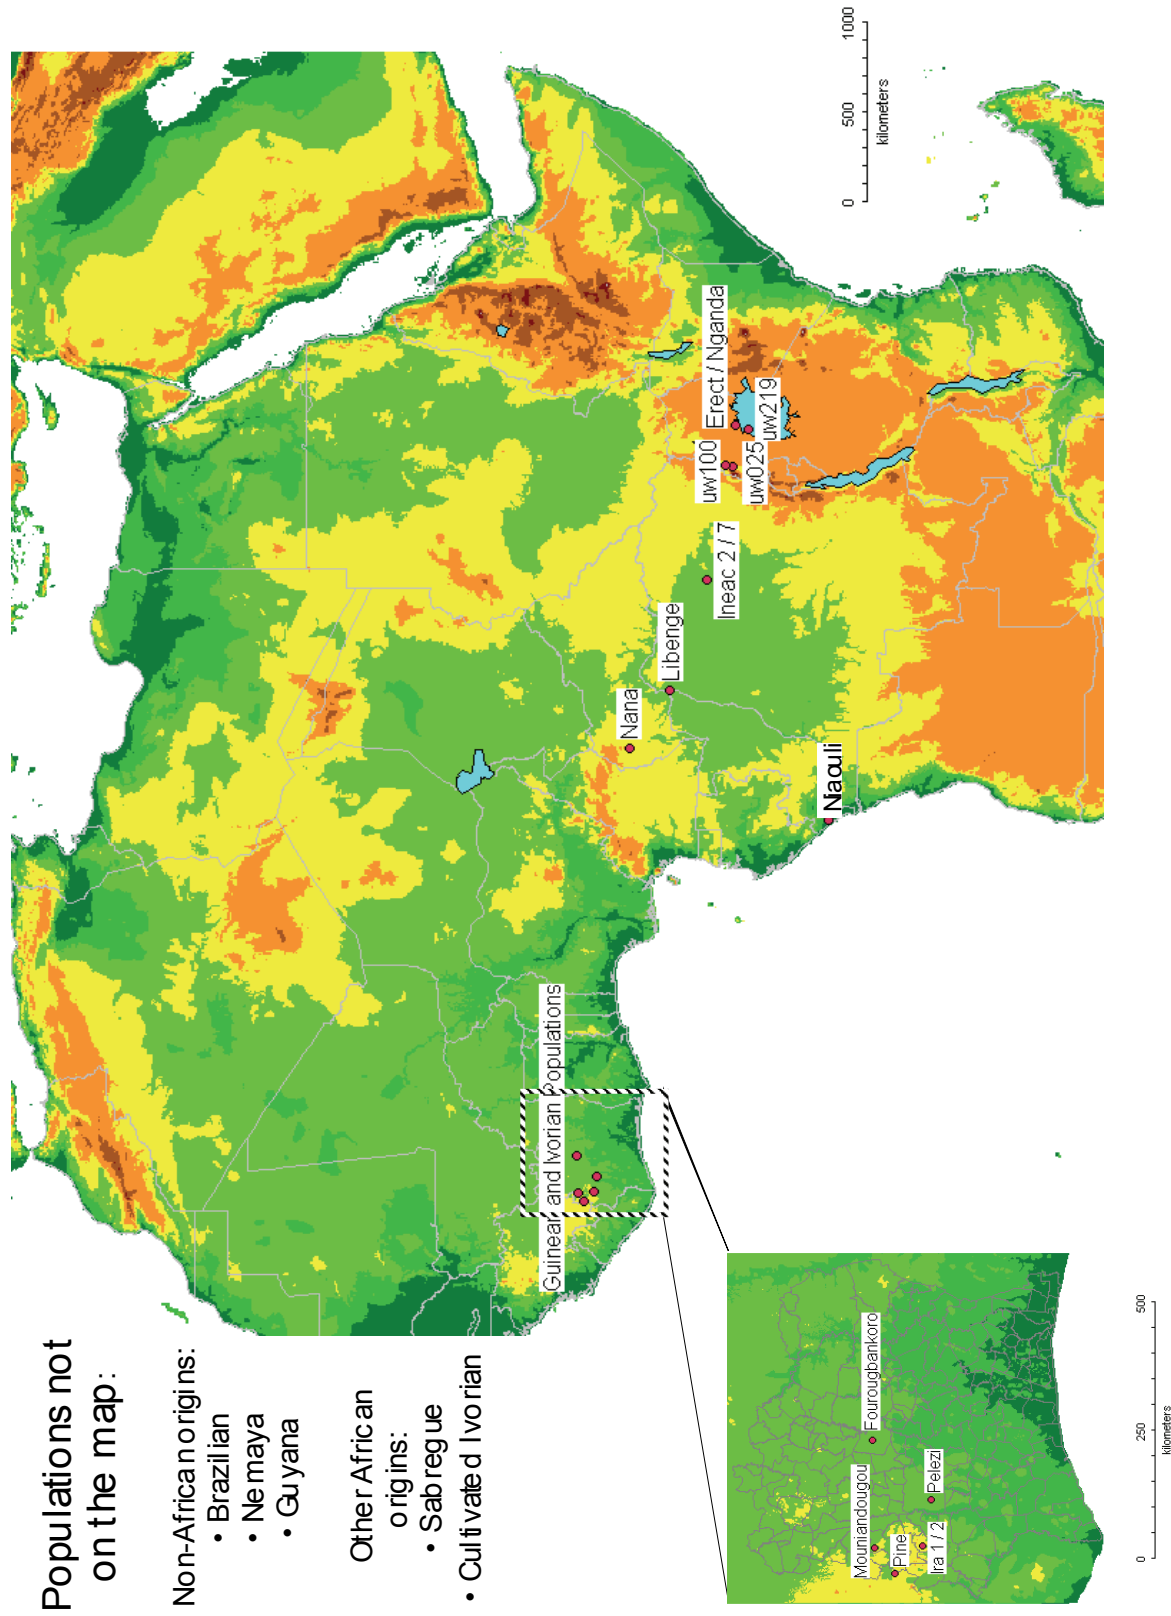 Populations not
on the map:
Non-African origins:
• Brazilian
• Nemaya
• Guyana
Other African
origins:
• Sabregue
• Cultivated Ivorian
Guinean and Ivorian Populations
Nana
Libenge
Niaouli
Ineac 2 / 7
uw100
uw025
Erect / Nganda
uw219
0 500 1000
kilometers
Mouniandougou
Fourougbankoro
Pine
Ira 1 / 2
Pelezi
0 250 500
kilometers